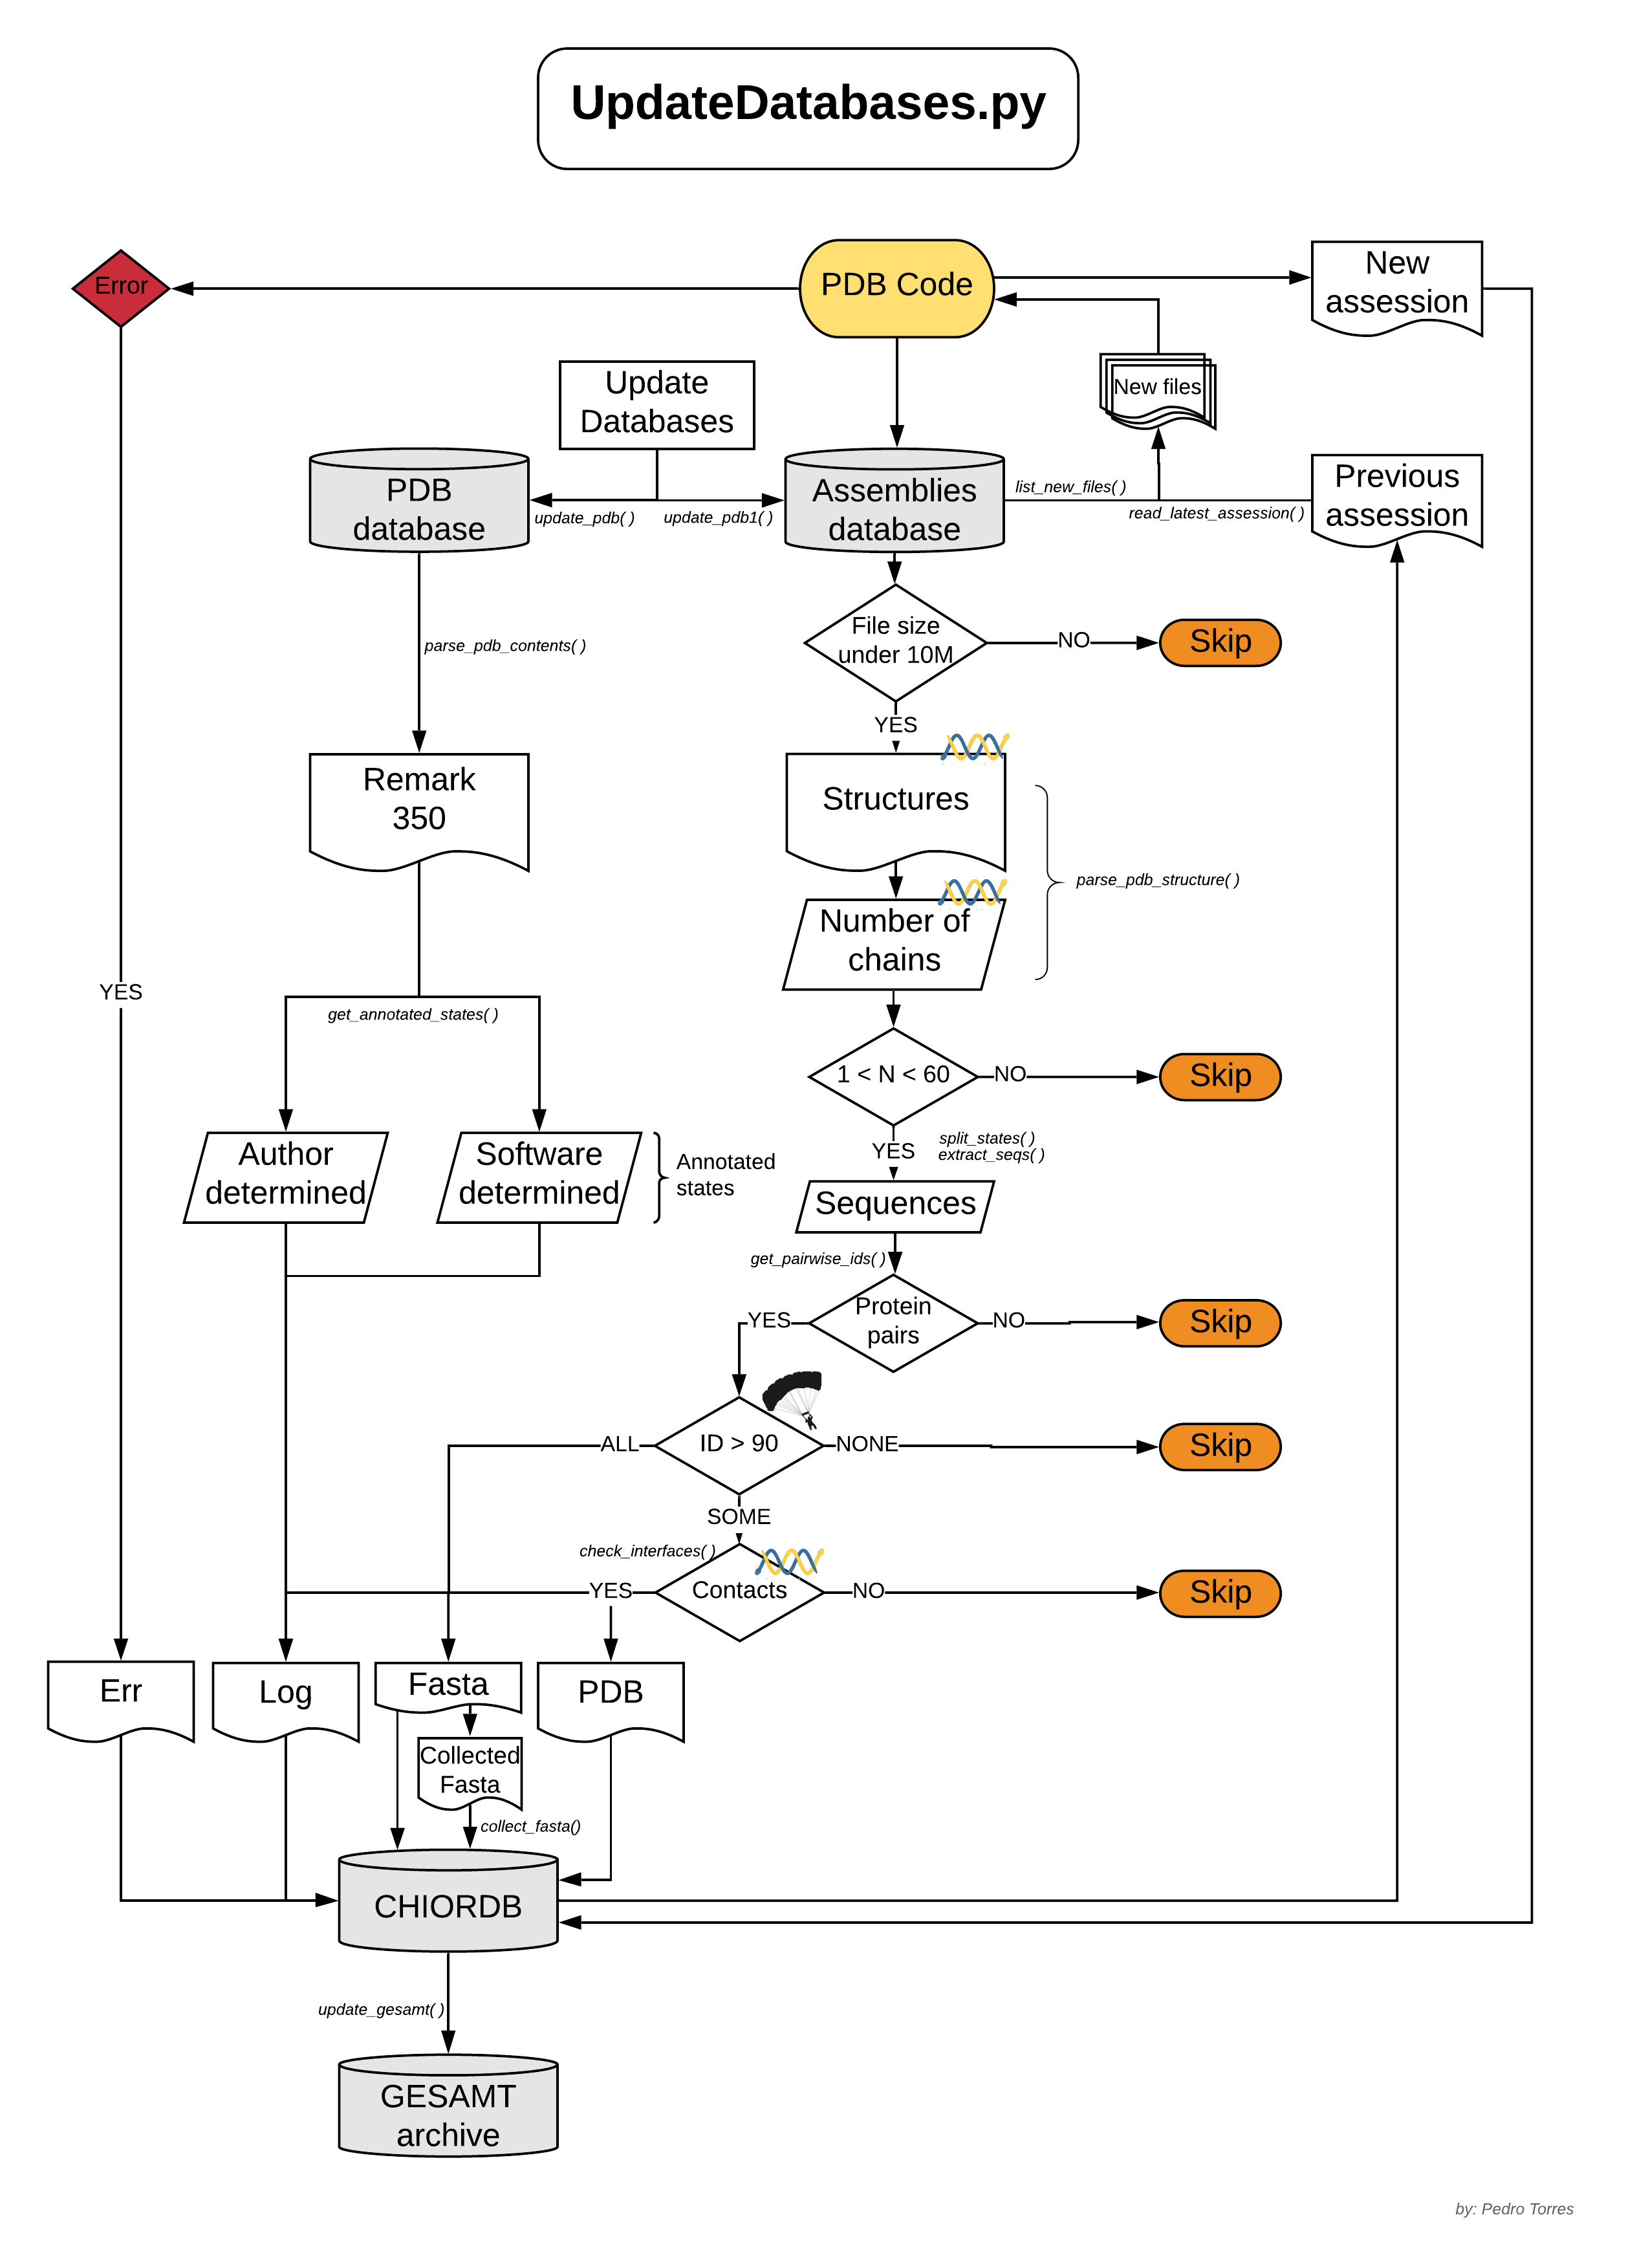 UpdateDatabases.py
Error
PDB Code
New
assession
Update
Databases
New files
PDB
database
Assemblies
database
Previous
assession
list_new_files( )
read_latest_assession( )
update_pdb( )
update_pdb1( )
File size
under 10M
NO
Skip
parse_pdb_contents( )
YES
Remark
350
Structures
parse_pdb_structure( )
Number of
chains
YES
get_annotated_states( )
1 < N < 60
NO
Skip
Author
determined
Software
determined
Annotated
states
YES
split_states( )
extract_seqs( )
Sequences
get_pairwise_ids( )
Protein
pairs
YES
NO
Skip
ID > 90
ALL
NONE
Skip
SOME
check_interfaces( )
Contacts
YES
NO
Skip
Err
Log
Fasta
PDB
Collected
Fasta
collect_fasta()
CHIORDB
update_gesamt( )
GESAMT
archive
by: Pedro Torres